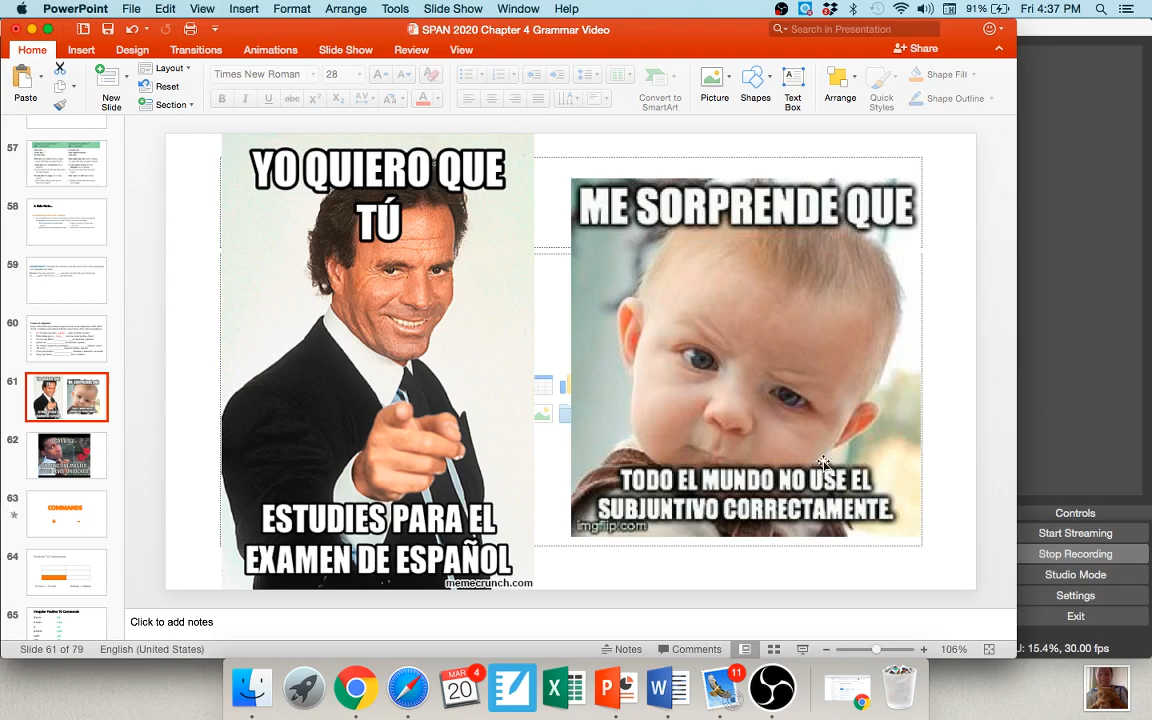 PowerPoint File Edit View Insert Format Arrange Tools Slide Show Window Help 91% Fri 4:37 PM
SPAN 2020 Chapter 4 Grammar Video
Search in Presentation
Home Insert Design Transitions Animations Slide Show Review View
Share
Paste
New Slide
Layout
Reset
Section
Times New Roman 28
Convert to SmartArt
Picture
Shapes
Text Box
Arrange
Quick Styles
Shape Fill
Shape Outline
57
58
59
60
61
62
63
COMMANDS
64
65
Irregular Positive Tú Commands
YO QUIERO QUE
TÚ
ESTUDIES PARA EL
EXAMEN DE ESPAÑOL
memecrunch.com
ME SORPRENDE QUE
TODO EL MUNDO NO USE EL
SUBJUNTIVO CORRECTAMENTE.
imgflip.com
Click to add notes
Slide 61 of 79 English (United States) Notes Comments 106%
Controls
Start Streaming
Stop Recording
Studio Mode
Settings
Exit
U: 15.4%, 30.00 fps
MAR
20
4
11